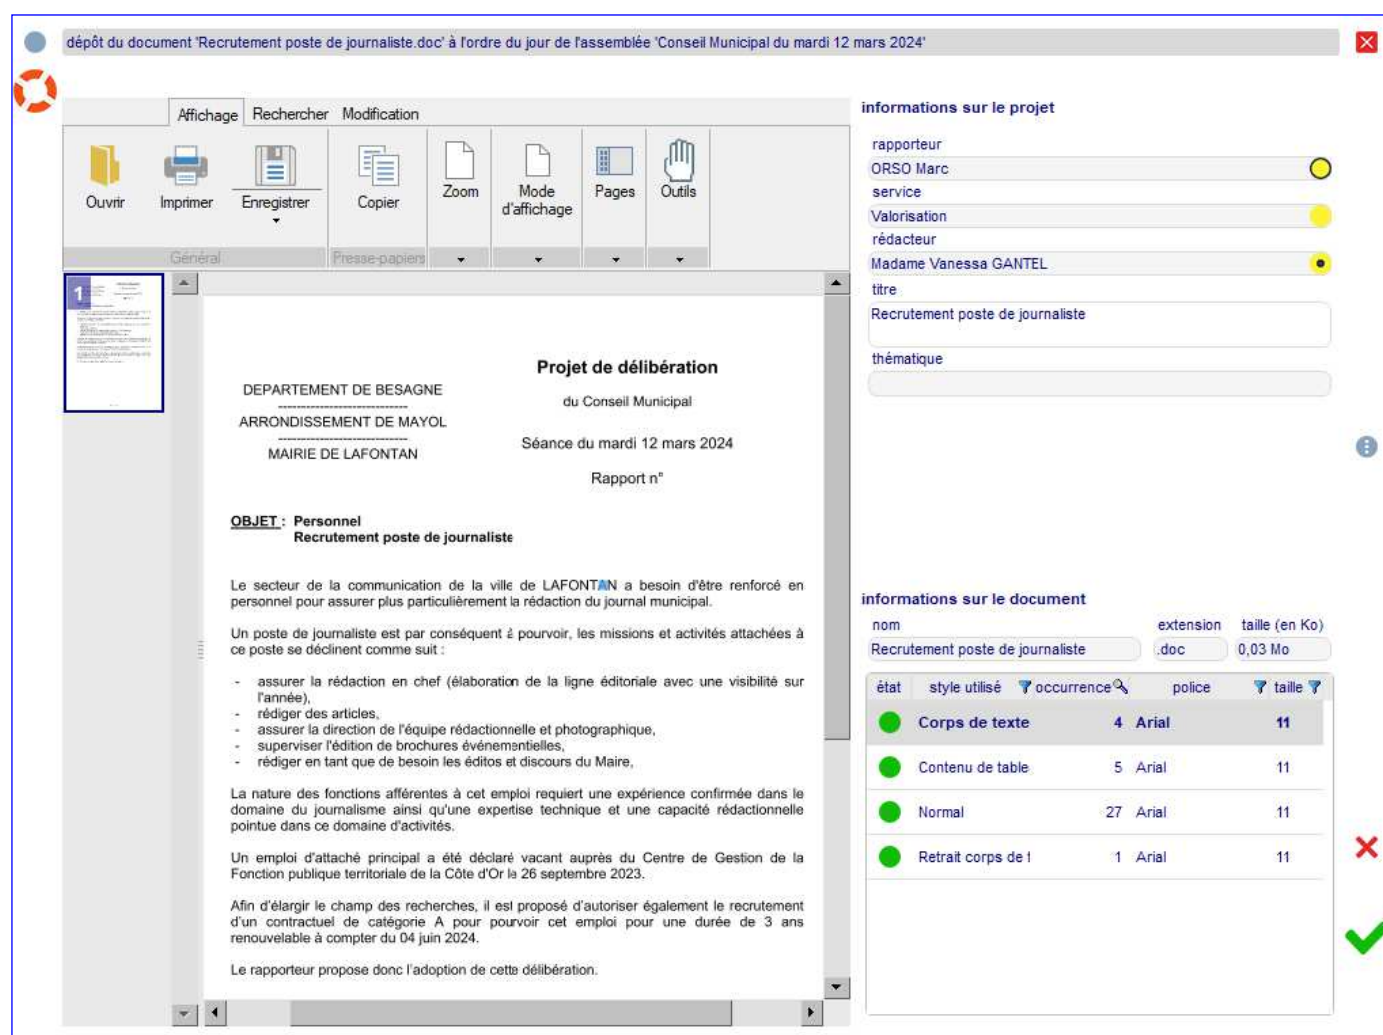 dépôt du document 'Recrutement poste de journaliste.doc' à l'ordre du jour de l'assemblée 'Conseil Municipal du mardi 12 mars 2024'
Affichage Rechercher Modification
Ouvrir Imprimer Enregistrer Copier Zoom Mode d'affichage Pages Outils
Général Presse-papiers
1
Projet de délibération
du Conseil Municipal
Séance du mardi 12 mars 2024
Rapport n°
DEPARTEMENT DE BESAGNE
----------------------------
ARRONDISSEMENT DE MAYOL
----------------------------
MAIRIE DE LAFONTAN
OBJET : Personnel
Recrutement poste de journaliste
Le secteur de la communication de la ville de LAFONTAN a besoin d'être renforcé en
personnel pour assurer plus particulièrement la rédaction du journal municipal.
Un poste de journaliste est par conséquent à pourvoir, les missions et activités attachées à
ce poste se déclinent comme suit :
- assurer la rédaction en chef (élaboration de la ligne éditoriale avec une visibilité sur
l'année),
- rédiger des articles,
- assurer la direction de l'équipe rédactionnelle et photographique,
- superviser l'édition de brochures événementielles,
- rédiger en tant que de besoin les éditos et discours du Maire,
La nature des fonctions afférentes à cet emploi requiert une expérience confirmée dans le
domaine du journalisme ainsi qu'une expertise technique et une capacité rédactionnelle
pointue dans ce domaine d'activités.
Un emploi d'attaché principal a été déclaré vacant auprès du Centre de Gestion de la
Fonction publique territoriale de la Côte d'Or le 26 septembre 2023.
Afin d'élargir le champ des recherches, il est proposé d'autoriser également le recrutement
d'un contractuel de catégorie A pour pourvoir cet emploi pour une durée de 3 ans
renouvelable à compter du 04 juin 2024.
Le rapporteur propose donc l'adoption de cette délibération.
informations sur le projet
rapporteur
ORSO Marc
service
Valorisation
rédacteur
Madame Vanessa GANTEL
titre
Recrutement poste de journaliste
thématique
informations sur le document
nom extension taille (en Ko)
Recrutement poste de journaliste .doc 0,03 Mo
état style utilisé occurrence police taille
Corps de texte 4 Arial 11
Contenu de table 5 Arial 11
Normal 27 Arial 11
Retrait corps de t 1 Arial 11